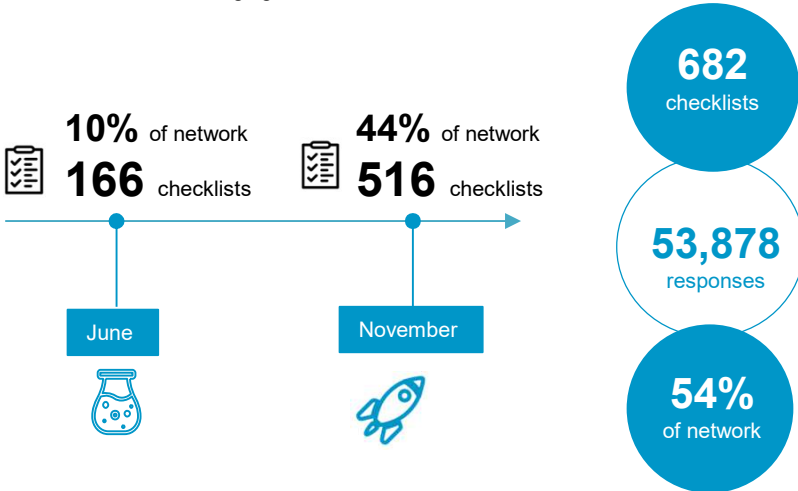 10% of network
166 checklists
44% of network
516 checklists
June
November
682
checklists
53,878
responses
54%
of network